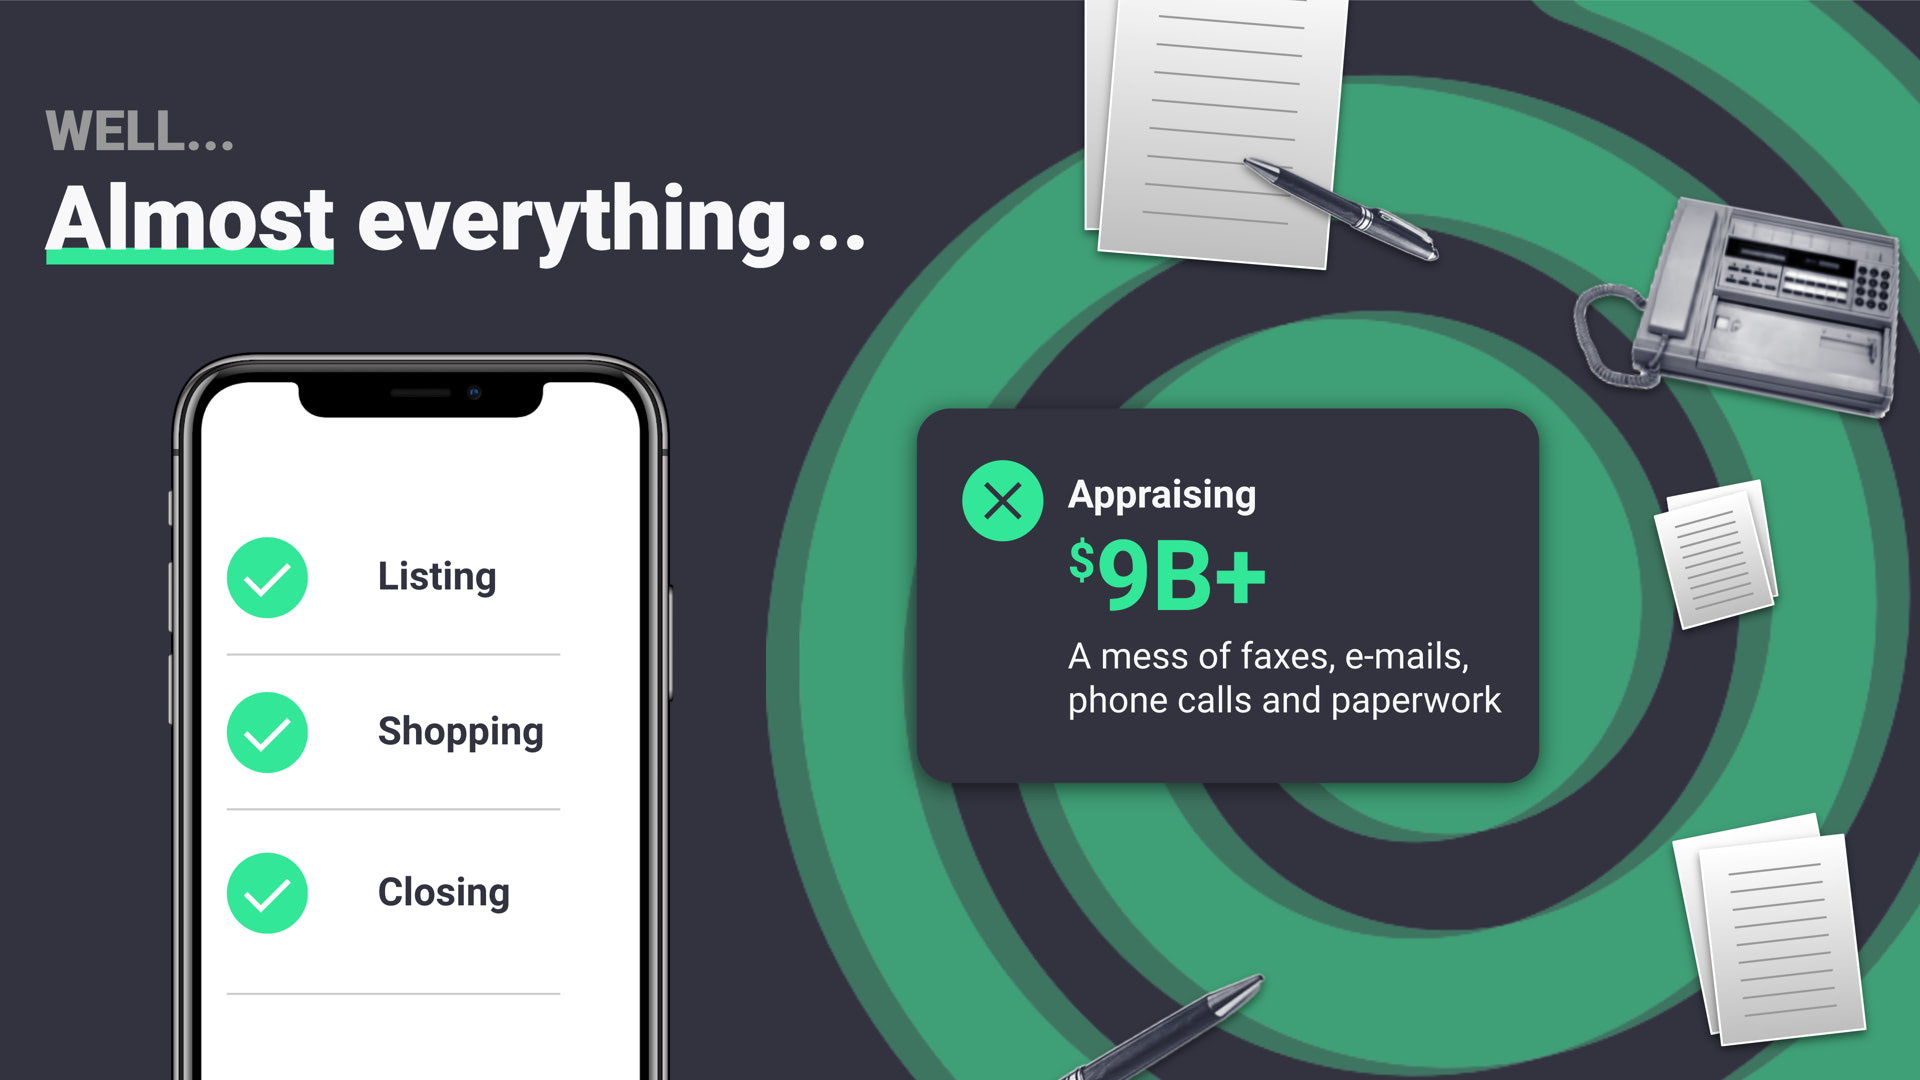 WELL...
Almost everything...
Listing
Shopping
Closing
Appraising
$9B+
A mess of faxes, e-mails,
phone calls and paperwork